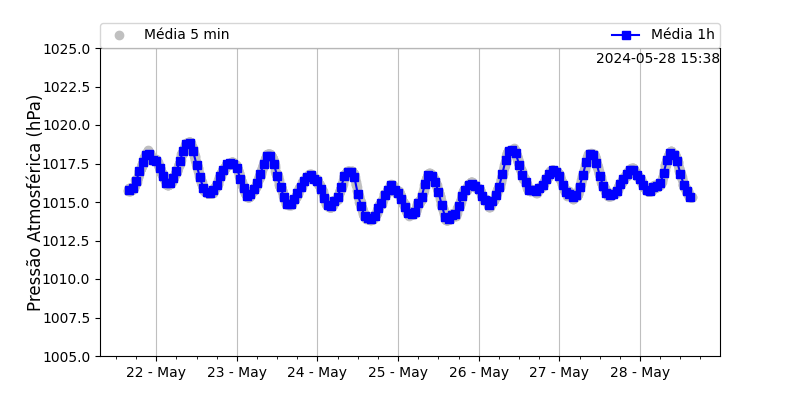 Média 5 min
Média 1h
2024-05-28 15:38
Pressão Atmosférica (hPa)
1025.0
1022.5
1020.0
1017.5
1015.0
1012.5
1010.0
1007.5
1005.0
22 - May
23 - May
24 - May
25 - May
26 - May
27 - May
28 - May